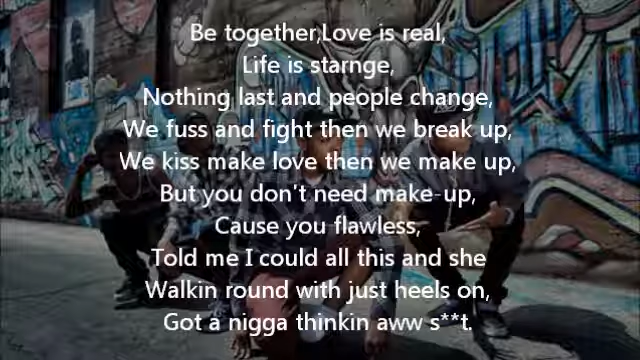 Be together,Love is real,
Life is starnge,
Nothing last and people change,
We fuss and fight then we break up,
We kiss make love then we make up,
But you don't need make-up,
Cause you flawless,
Told me I could all this and she
Walkin round with just heels on,
Got a nigga thinkin aww s**t.